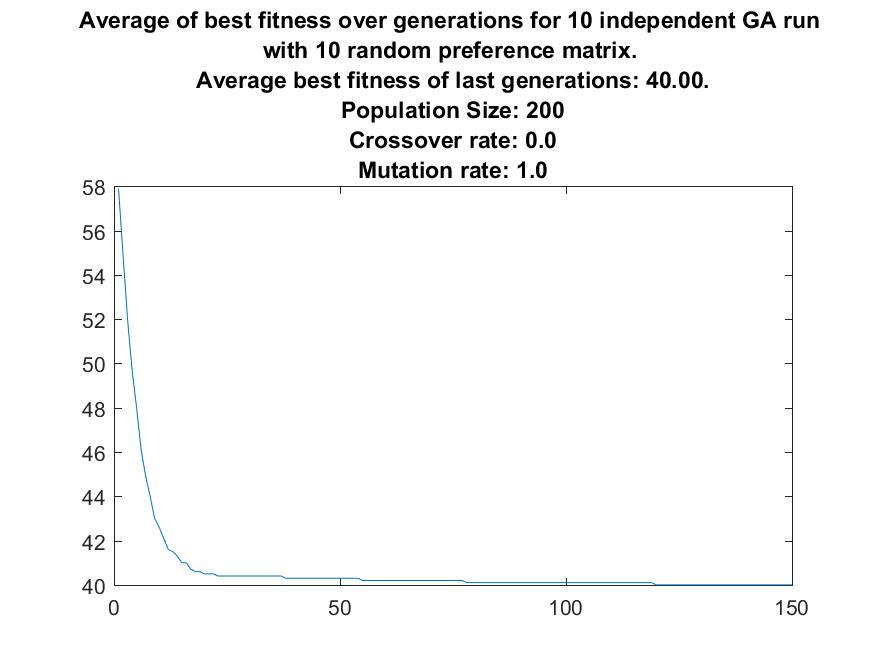 Average of best fitness over generations for 10 independent GA run
with 10 random preference matrix.
Average best fitness of last generations: 40.00.
Population Size: 200
Crossover rate: 0.0
Mutation rate: 1.0
58
56
54
52
50
48
46
44
42
40
0
50
100
150